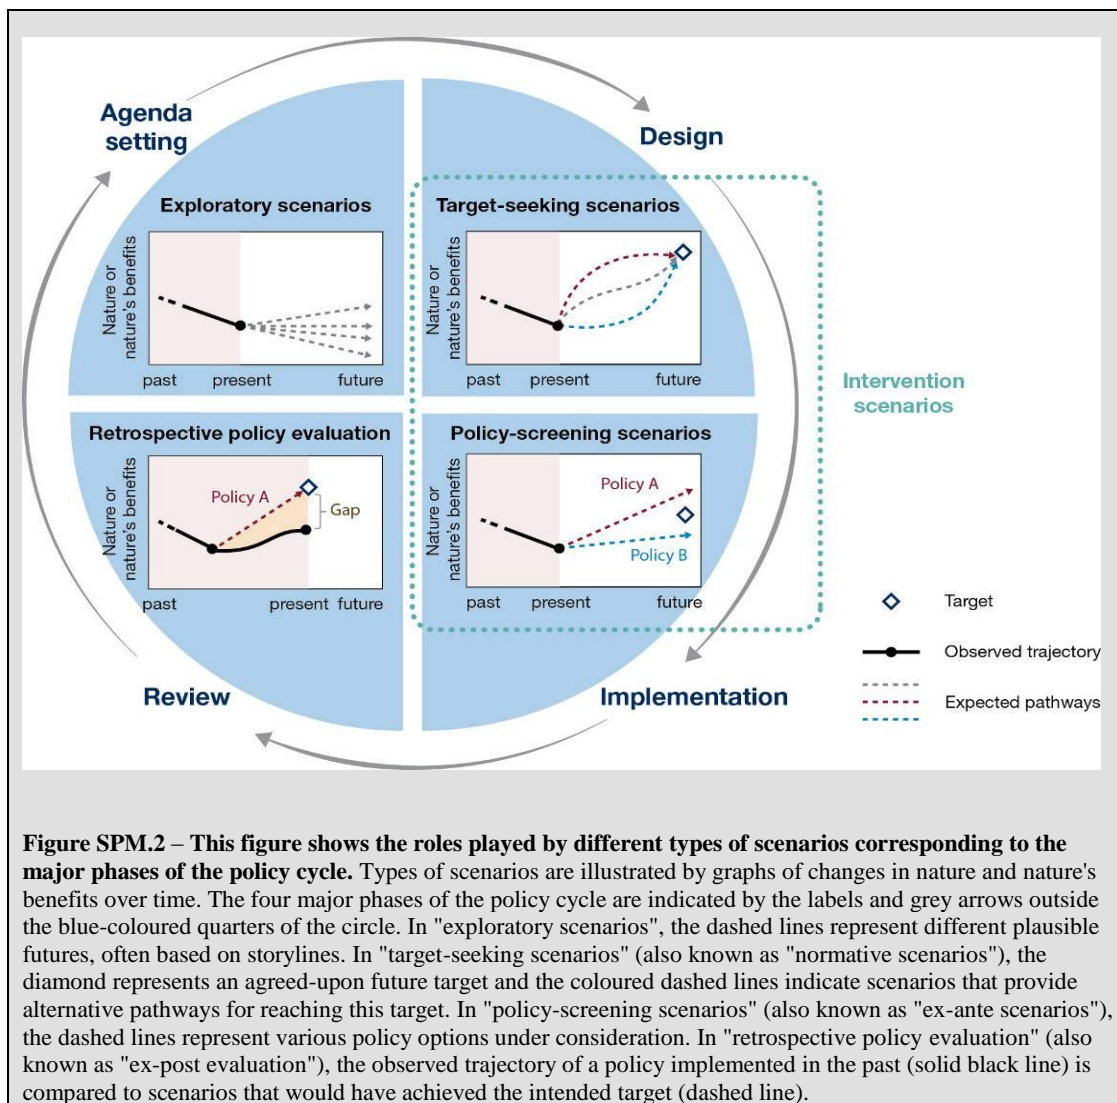 Agenda
setting
Design
Exploratory scenarios
Nature or
nature's benefits
past present future
Target-seeking scenarios
Nature or
nature's benefits
past present future
Intervention
scenarios
Retrospective policy evaluation
Nature or
nature's benefits
Policy A
Gap
past present future
Policy-screening scenarios
Nature or
nature's benefits
Policy A
Policy B
past present future
Target
Observed trajectory
Expected pathways
Review
Implementation
Figure SPM.2 – This figure shows the roles played by different types of scenarios corresponding to the
major phases of the policy cycle. Types of scenarios are illustrated by graphs of changes in nature and nature's
benefits over time. The four major phases of the policy cycle are indicated by the labels and grey arrows outside
the blue-coloured quarters of the circle. In "exploratory scenarios", the dashed lines represent different plausible
futures, often based on storylines. In "target-seeking scenarios" (also known as "normative scenarios"), the
diamond represents an agreed-upon future target and the coloured dashed lines indicate scenarios that provide
alternative pathways for reaching this target. In "policy-screening scenarios" (also known as "ex-ante scenarios"),
the dashed lines represent various policy options under consideration. In "retrospective policy evaluation" (also
known as "ex-post evaluation"), the observed trajectory of a policy implemented in the past (solid black line) is
compared to scenarios that would have achieved the intended target (dashed line).